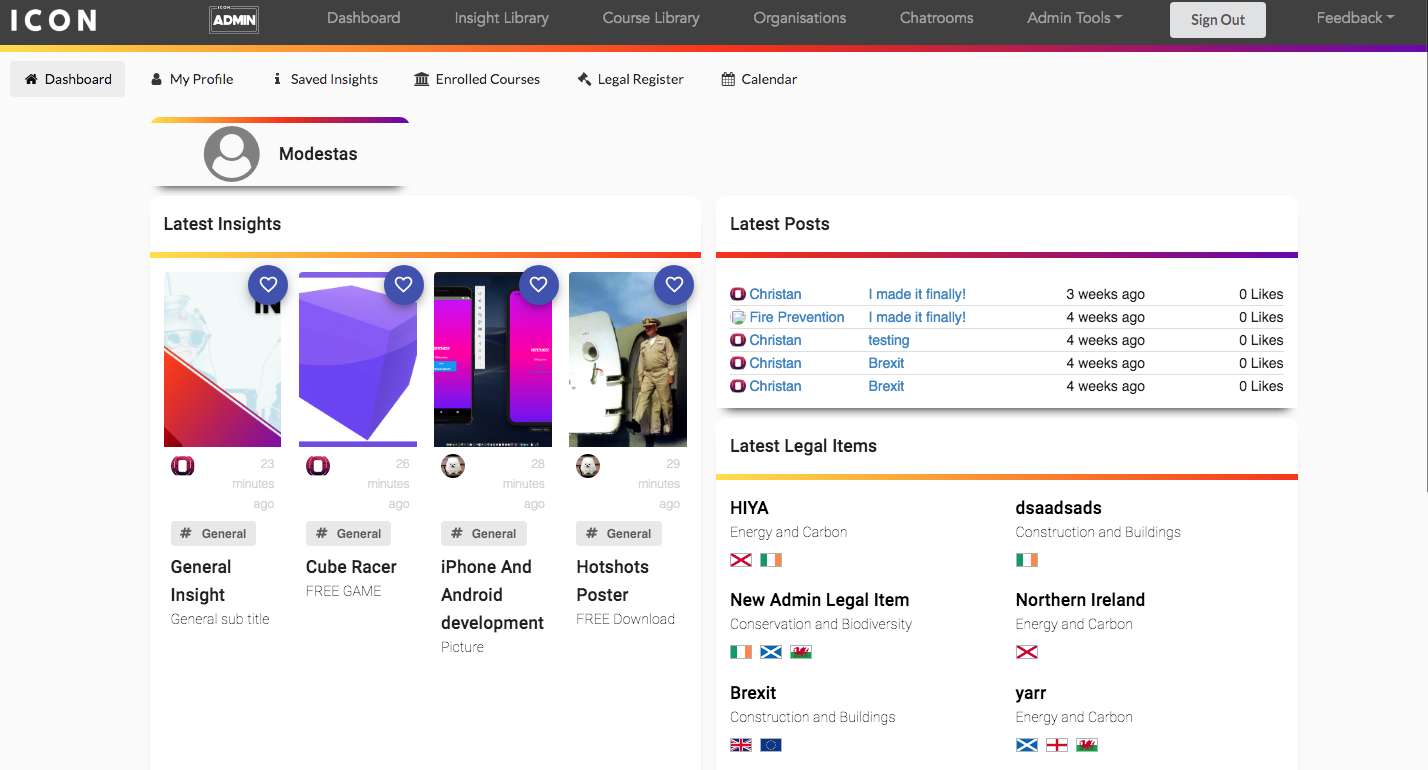 ICON
ICON
ADMIN
Dashboard
Insight Library
Course Library
Organisations
Chatrooms
Admin Tools
Sign Out
Feedback
Dashboard
My Profile
Saved Insights
Enrolled Courses
Legal Register
Calendar
Modestas
Latest Insights
IN
23
minutes
ago
# General
General
Insight
General sub title
26
minutes
ago
# General
Cube Racer
FREE GAME
28
minutes
ago
# General
iPhone And
Android
development
Picture
29
minutes
ago
# General
Hotshots
Poster
FREE Download
Latest Posts
Christan I made it finally! 3 weeks ago 0 Likes
Fire Prevention I made it finally! 4 weeks ago 0 Likes
Christan testing 4 weeks ago 0 Likes
Christan Brexit 4 weeks ago 0 Likes
Christan Brexit 4 weeks ago 0 Likes
Latest Legal Items
HIYA
Energy and Carbon
dsaadsads
Construction and Buildings
New Admin Legal Item
Conservation and Biodiversity
Northern Ireland
Energy and Carbon
Brexit
Construction and Buildings
yarr
Energy and Carbon